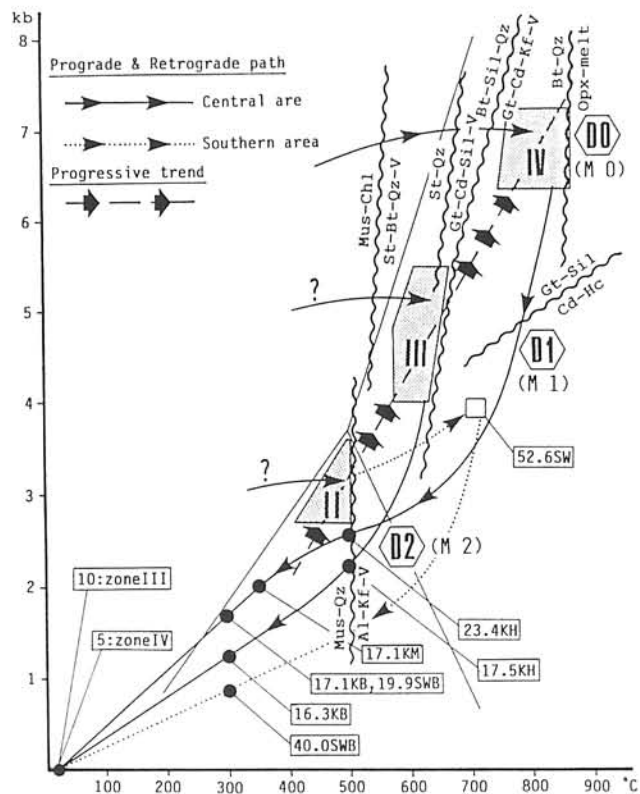 kb
8
7
6
5
4
3
2
1
Prograde & Retrograde path
Central are
Southern area
Progressive trend
Mus-Chl
St-Bt-Qz-V
St-Qz
Gt-Cd-Sil-V
Bt-Sil-Qz
Gt-Cd-Kf-V
Bt-Qz
Opx-melt
IV
D0
(M 0)
Gt-Sil
Cd-Hc
?
III
D1
(M 1)
52.6SW
?
II
D2
(M 2)
Mus-Qz
Al-Kf-V
10:zoneIII
5:zoneIV
23.4KH
17.5KH
17.1KM
17.1KB,19.9SWB
16.3KB
40.0SWB
100 200 300 400 500 600 700 800 900 °C